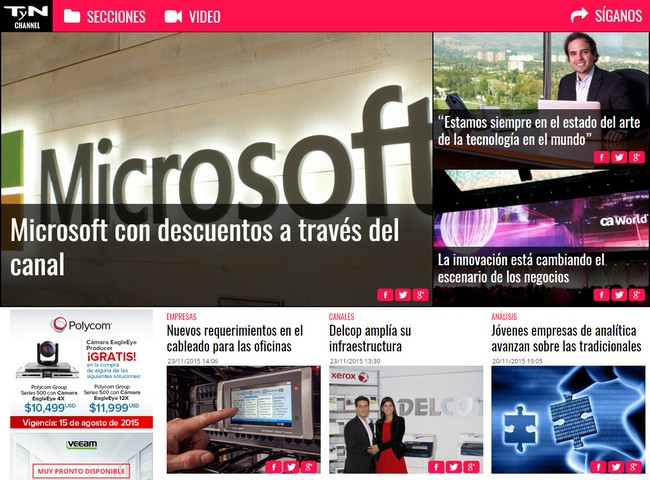 TyN
CHANNEL
SECCIONES
VIDEO
SÍGANOS
Microsoft
Microsoft con descuentos a través del
canal
“Estamos siempre en el estado del arte
de la tecnología en el mundo”
ca World
La innovación está cambiando el
escenario de los negocios
Polycom
Cámara EagleEye
Producer
¡GRATIS!
en la compra
de alguna de las
siguientes soluciones:
Polycom Group
Series 500 con Cámara
EagleEye 4X
$10,499 USD
Polycom Group
Series 500 con Cámara
EagleEye 12X
$11,999 USD
Vigencia: 15 de agosto de 2015
veeam
MUY PRONTO DISPONIBLE
EMPRESAS
Nuevos requerimientos en el
cableado para las oficinas
23/11/2015 14:06
CANALES
Delcop amplía su
infraestructura
23/11/2015 13:30
xerox
DELCOP
ANÁLISIS
Jóvenes empresas de analítica
avanzan sobre las tradicionales
20/11/2015 19:05